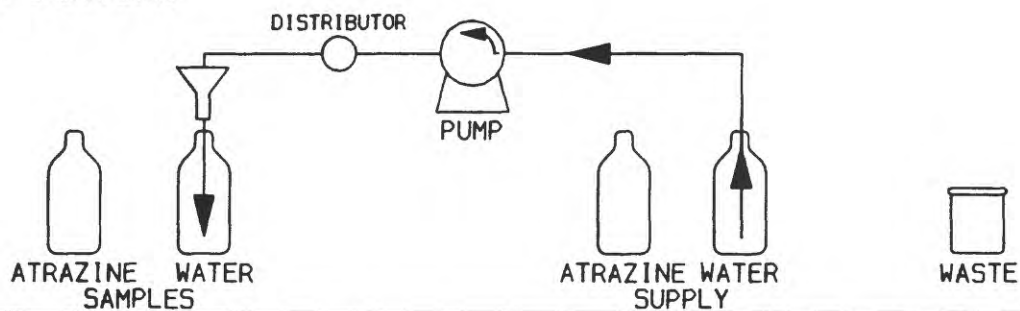 DISTRIBUTOR
PUMP
ATRAZINE WATER
SAMPLES
ATRAZINE WATER
SUPPLY
WASTE